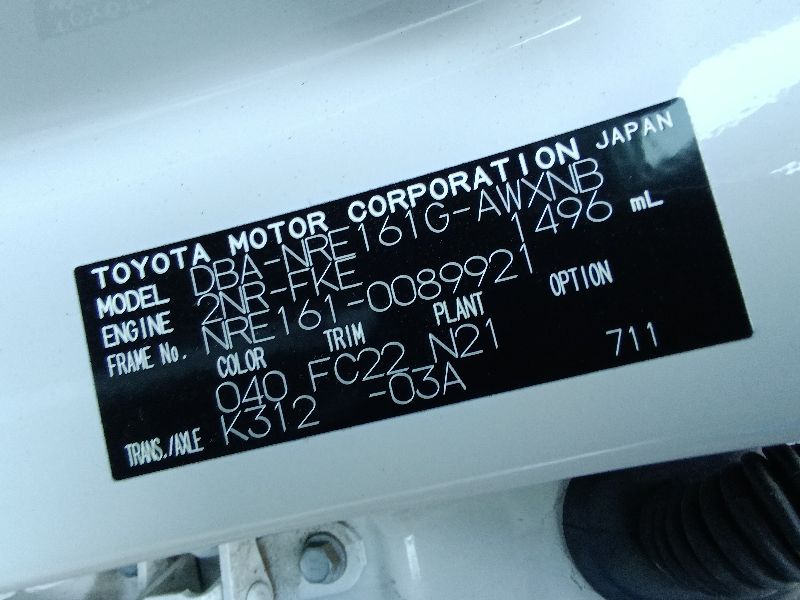 TOYOTA MOTOR CORPORATION JAPAN
MODEL DBA-NRE161G-AWXNB
ENGINE 2NR-FKE 1496 mL
FRAME No. NRE161-0089921
COLOR TRIM PLANT OPTION
040 FC22 N21
TRANS./AXLE K312 -03A 711